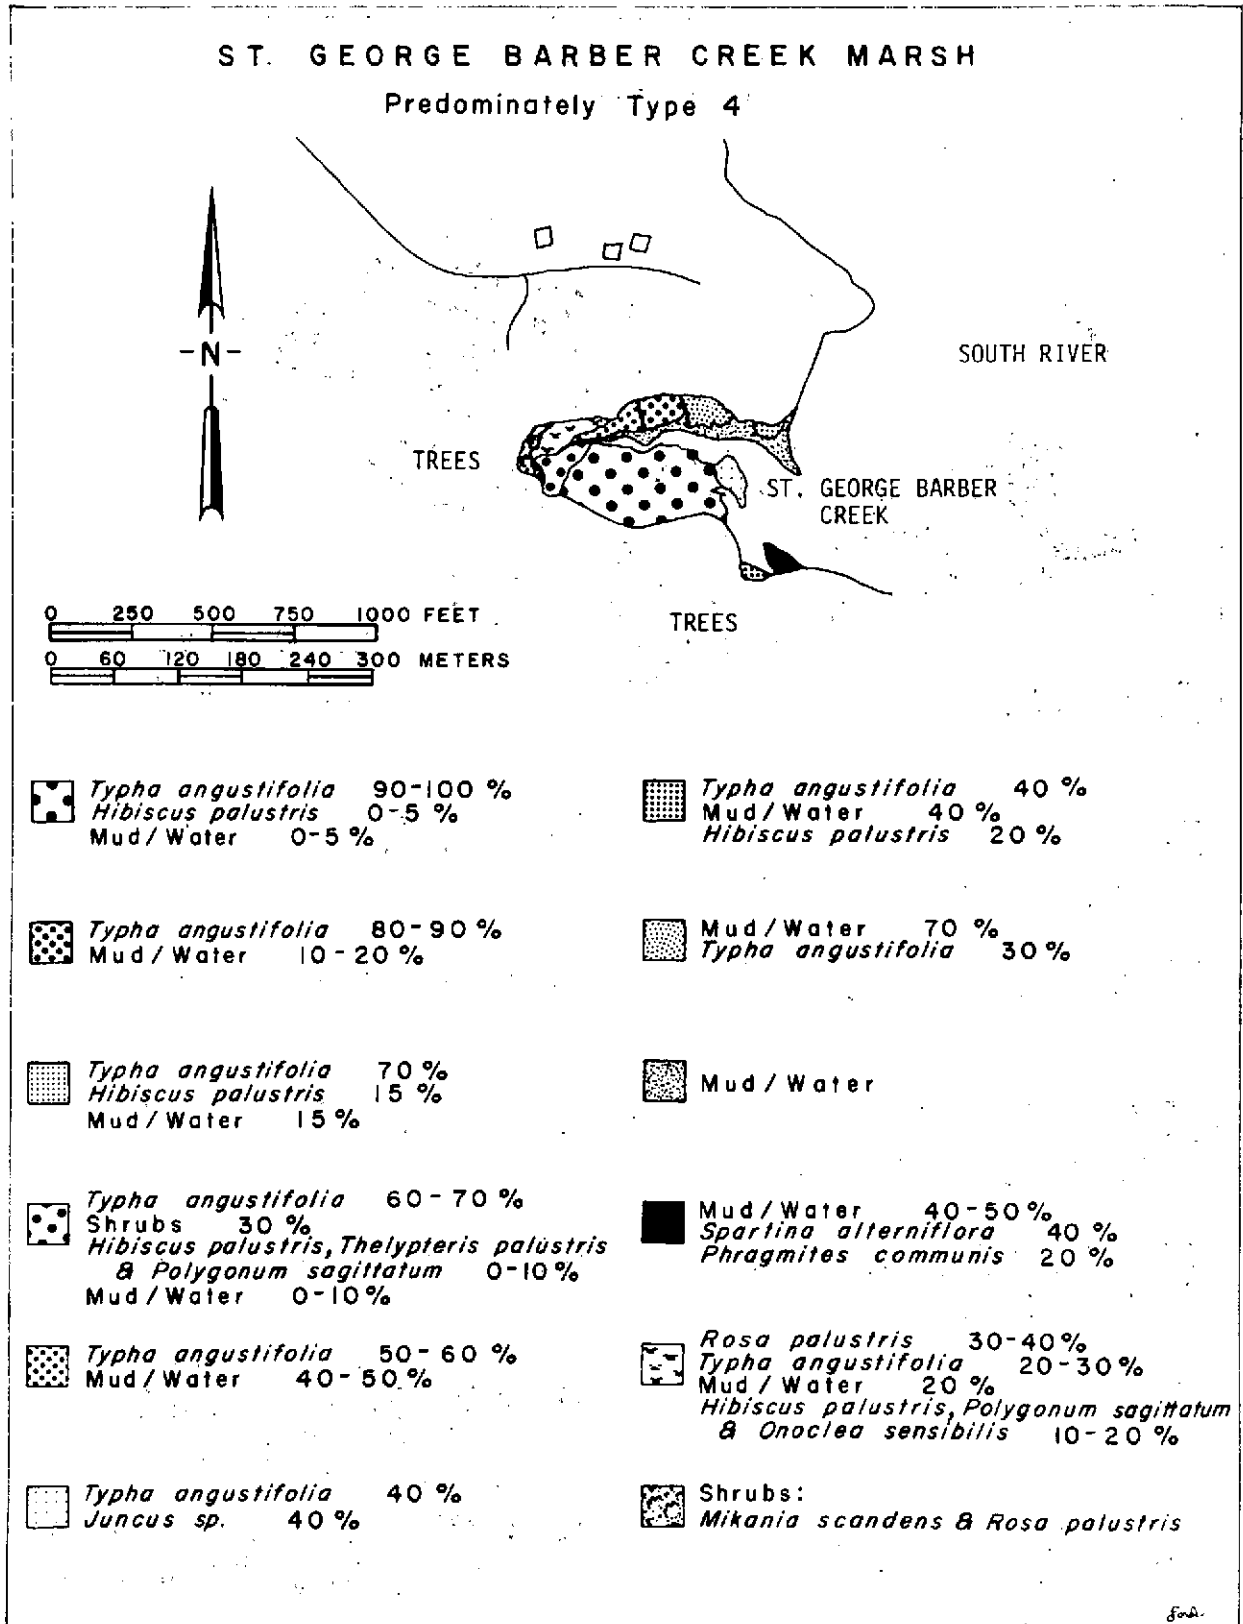 ST. GEORGE BARBER CREEK MARSH
Predominately Type 4
-N-
SOUTH RIVER
TREES
ST. GEORGE BARBER
CREEK
TREES
0 250 500 750 1000 FEET
0 60 120 180 240 300 METERS
Typha angustifolia 90-100 %
Hibiscus palustris 0-5 %
Mud/Water 0-5 %
Typha angustifolia 80-90 %
Mud/Water 10-20 %
Typha angustifolia 70 %
Hibiscus palustris 15 %
Mud/Water 15 %
Typha angustifolia 60-70 %
Shrubs 30 %
Hibiscus palustris, Thelypteris palustris
& Polygonum sagittatum 0-10 %
Mud/Water 0-10 %
Typha angustifolia 50-60 %
Mud/Water 40-50 %
Typha angustifolia 40 %
Juncus sp. 40 %
Typha angustifolia 40 %
Mud/Water 40 %
Hibiscus palustris 20 %
Mud/Water 70 %
Typha angustifolia 30 %
Mud/Water
Mud/Water 40-50 %
Spartina alterniflora 40 %
Phragmites communis 20 %
Rosa palustris 30-40%
Typha angustifolia 20-30 %
Mud/Water 20 %
Hibiscus palustris, Polygonum sagittatum
& Onoclea sensibilis 10-20 %
Shrubs:
Mikania scandens & Rosa palustris